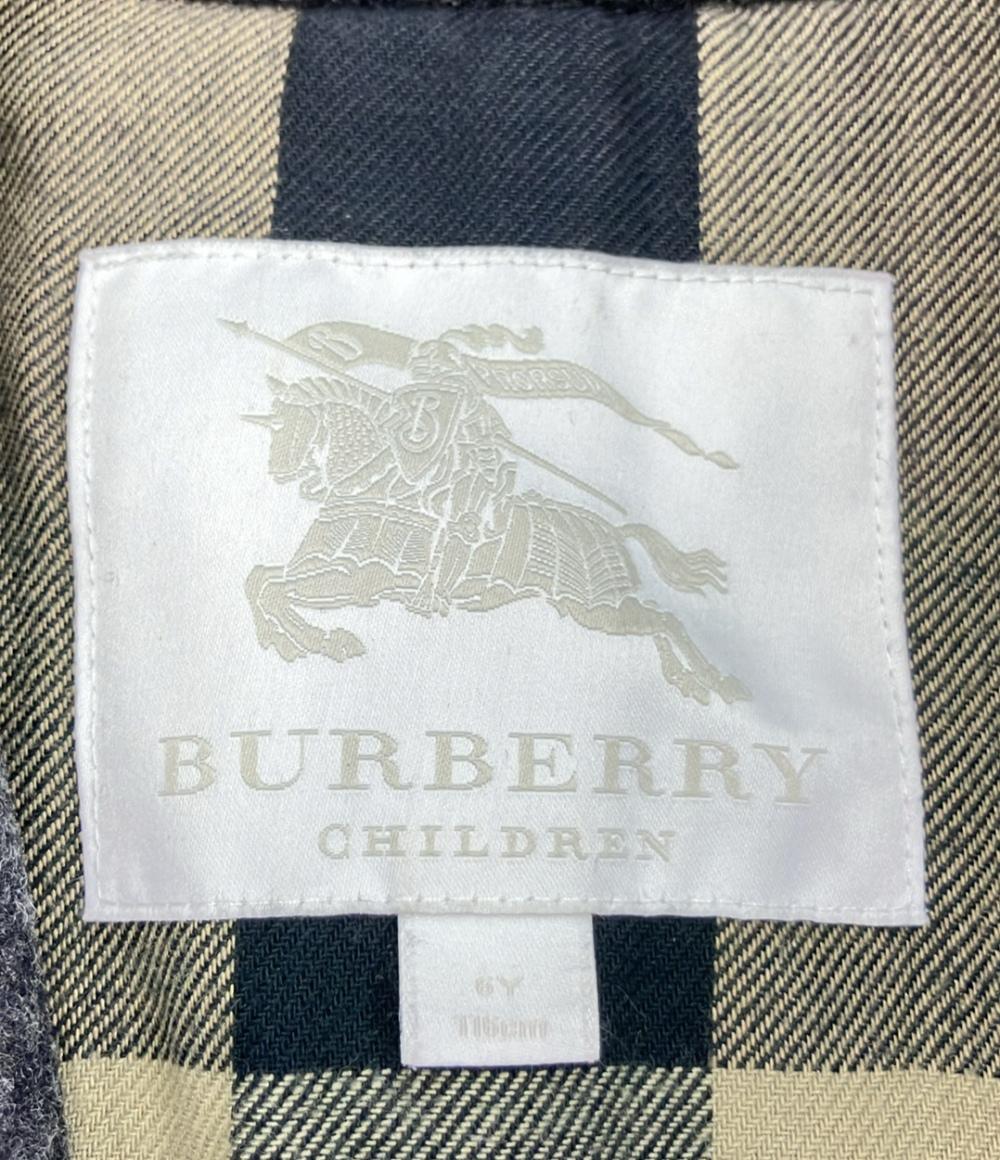 B
PRORSUM
B
BURBERRY
CHILDREN
6Y
116cm